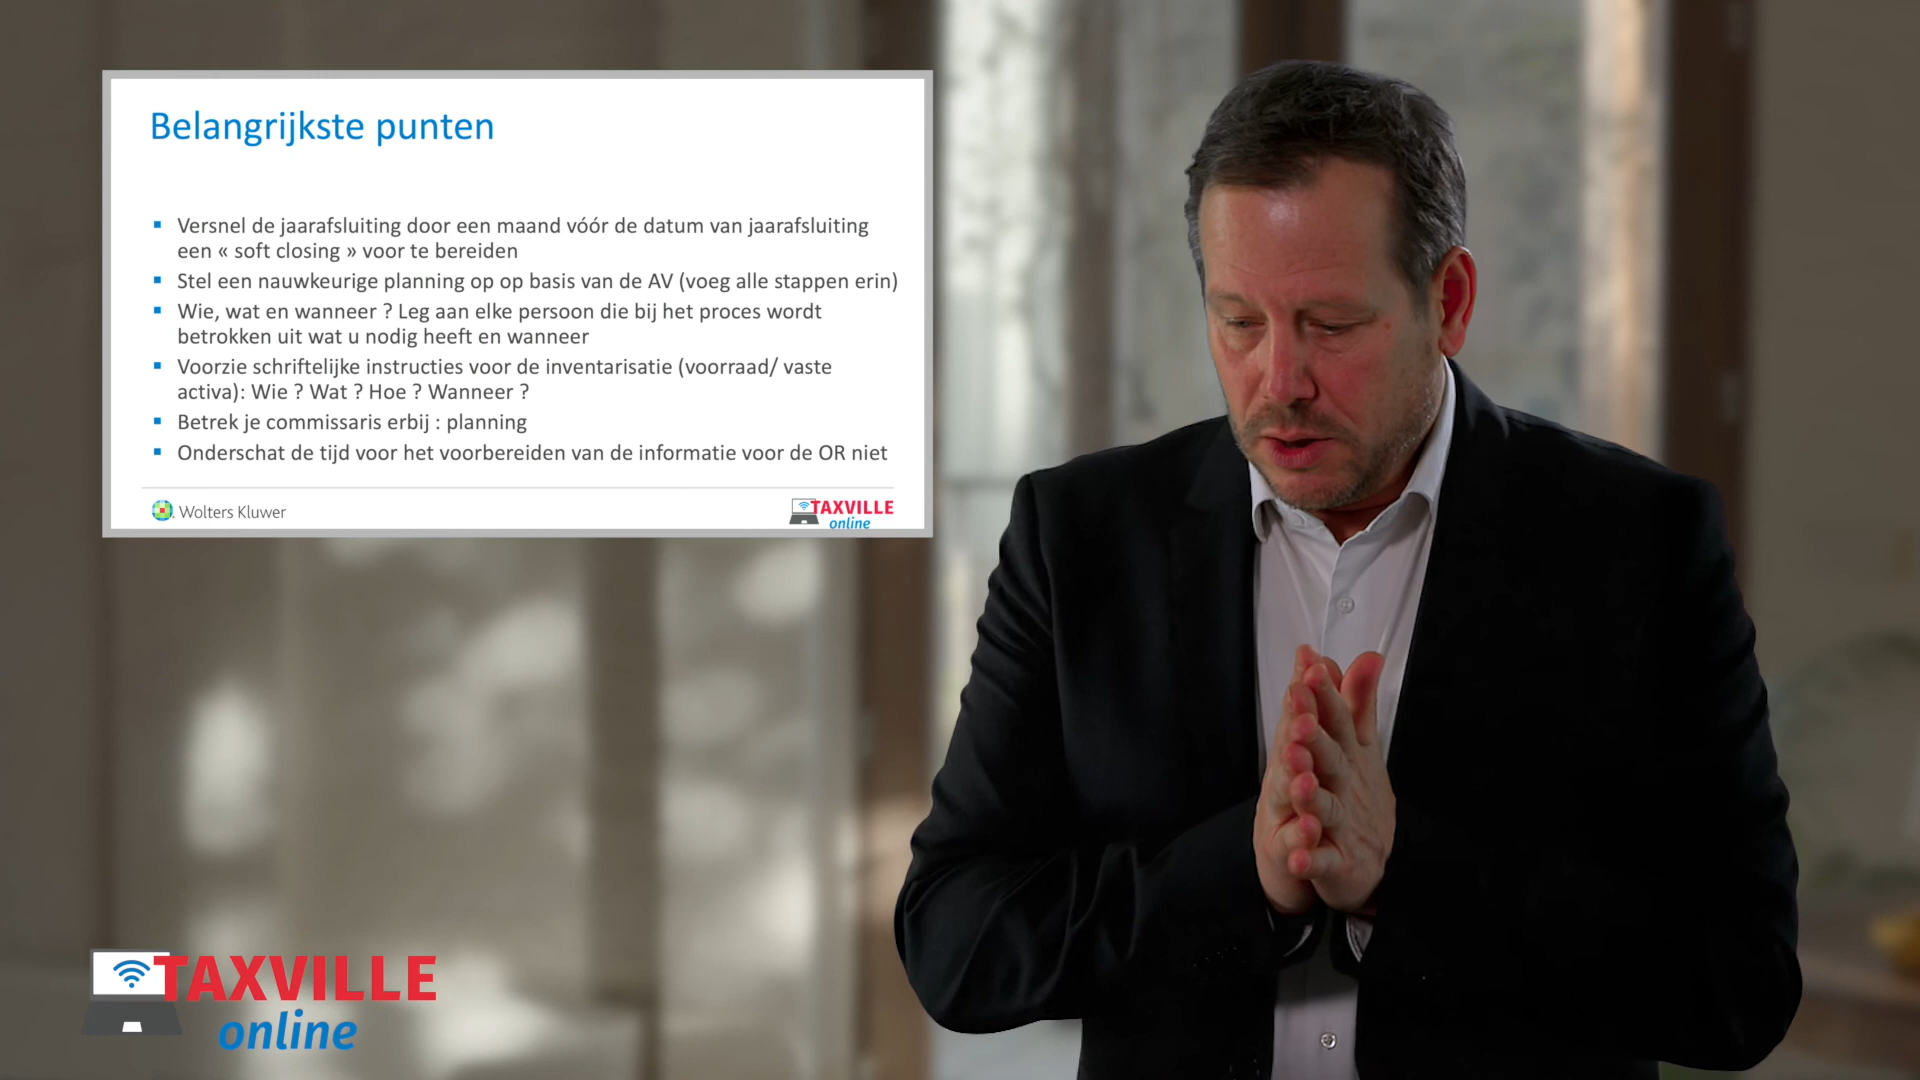 Belangrijkste punten
Versnel de jaarafsluiting door een maand vóór de datum van jaarafsluiting
een « soft closing » voor te bereiden
Stel een nauwkeurige planning op op basis van de AV (voeg alle stappen erin)
Wie, wat en wanneer ? Leg aan elke persoon die bij het proces wordt
betrokken uit wat u nodig heeft en wanneer
Voorzie schriftelijke instructies voor de inventarisatie (voorraad/ vaste
activa): Wie ? Wat ? Hoe ? Wanneer ?
Betrek je commissaris erbij : planning
Onderschat de tijd voor het voorbereiden van de informatie voor de OR niet
Wolters Kluwer
TAXVILLE
online
TAXVILLE
online